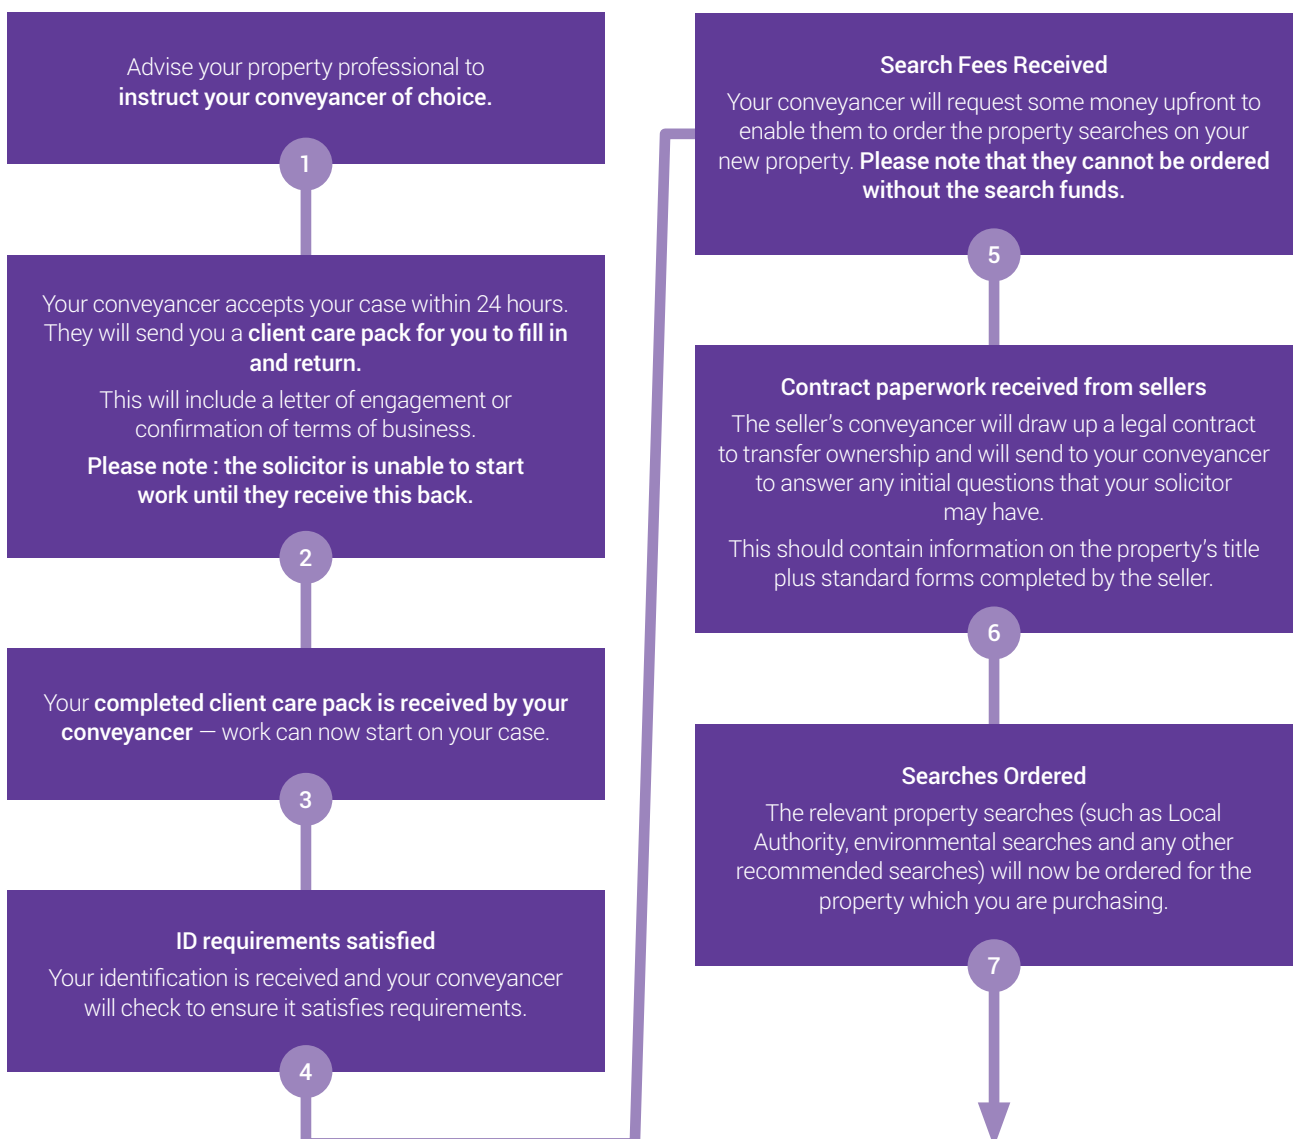 Advise your property professional to
instruct your conveyancer of choice.
1
Your conveyancer accepts your case within 24 hours.
They will send you a client care pack for you to fill in
and return.
This will include a letter of engagement or
confirmation of terms of business.
Please note : the solicitor is unable to start
work until they receive this back.
2
Your completed client care pack is received by your
conveyancer — work can now start on your case.
3
ID requirements satisfied
Your identification is received and your conveyancer
will check to ensure it satisfies requirements.
4
Search Fees Received
Your conveyancer will request some money upfront to
enable them to order the property searches on your
new property. Please note that they cannot be ordered
without the search funds.
5
Contract paperwork received from sellers
The seller’s conveyancer will draw up a legal contract
to transfer ownership and will send to your conveyancer
to answer any initial questions that your solicitor
may have.
This should contain information on the property’s title
plus standard forms completed by the seller.
6
Searches Ordered
The relevant property searches (such as Local
Authority, environmental searches and any other
recommended searches) will now be ordered for the
property which you are purchasing.
7